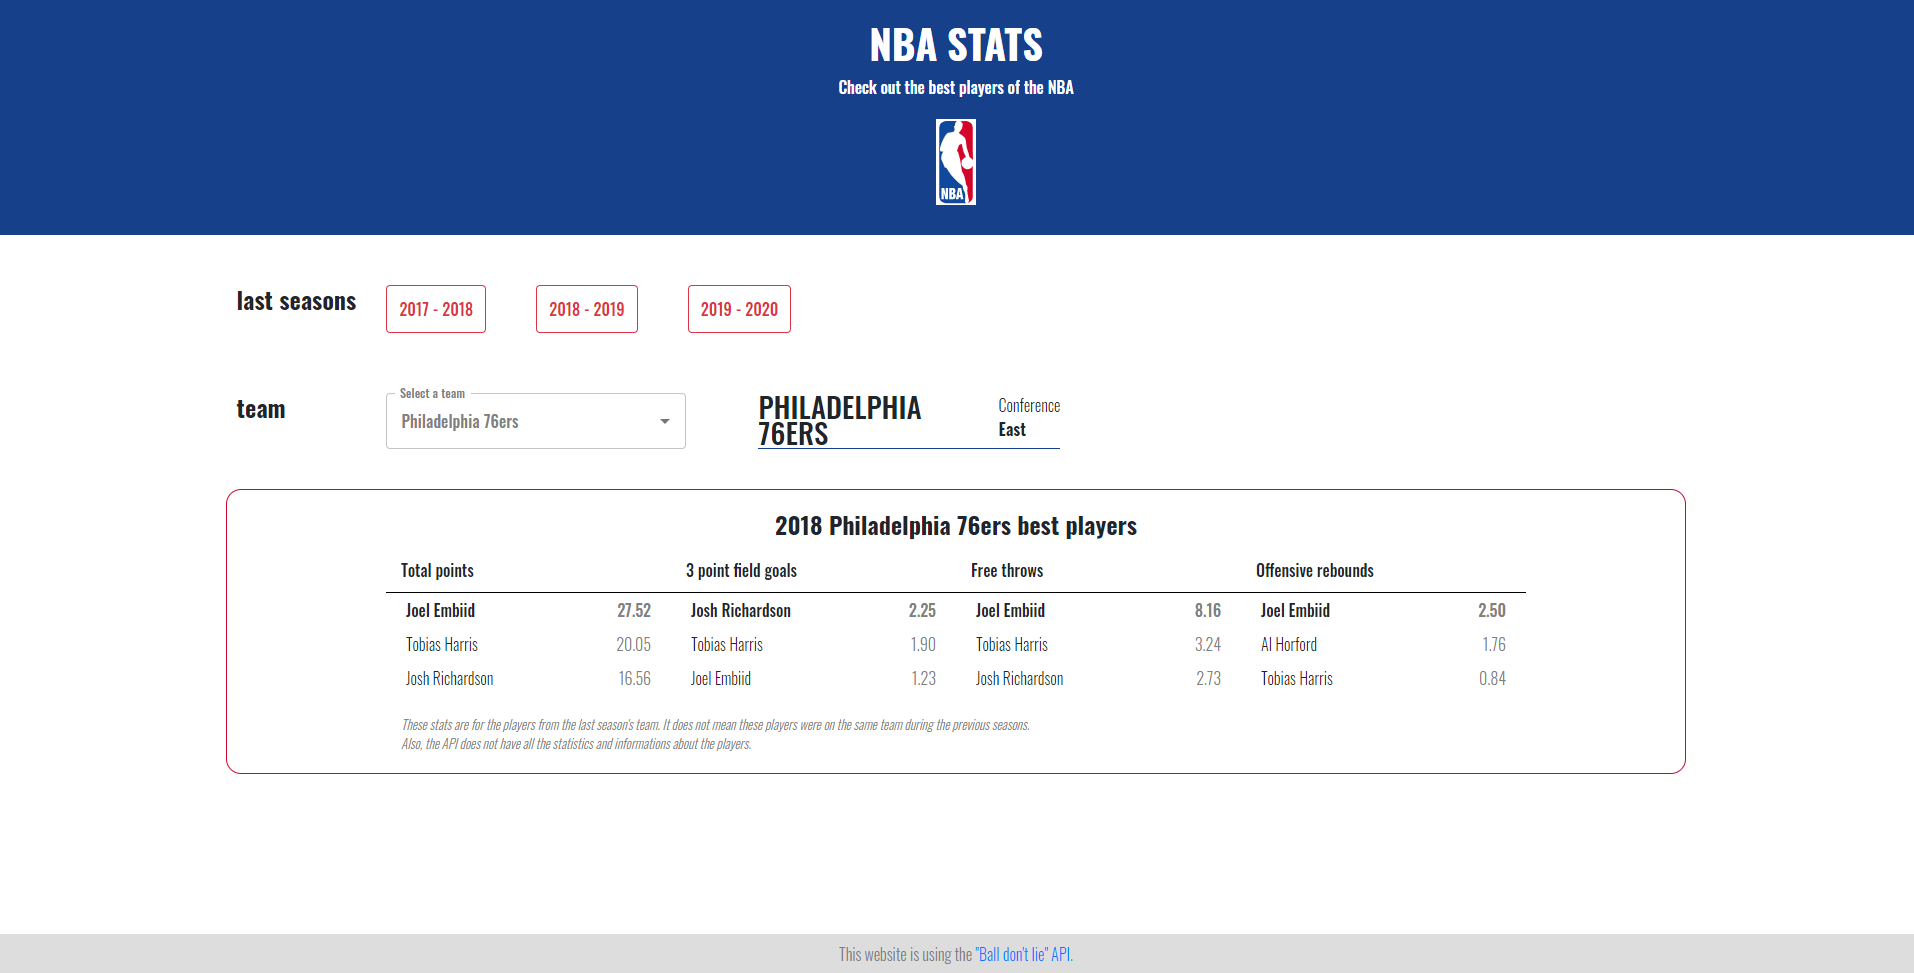 NBA STATS
Check out the best players of the NBA
NBA
last seasons
2017 - 2018
2018 - 2019
2019 - 2020
team
Select a team
Philadelphia 76ers
PHILADELPHIA
76ERS
Conference
East
2018 Philadelphia 76ers best players
Total points 3 point field goals Free throws Offensive rebounds
Joel Embiid 27.52 Josh Richardson 2.25 Joel Embiid 8.16 Joel Embiid 2.50
Tobias Harris 20.05 Tobias Harris 1.90 Tobias Harris 3.24 Al Horford 1.76
Josh Richardson 16.56 Joel Embiid 1.23 Josh Richardson 2.73 Tobias Harris 0.84
These stats are for the players from the last season's team. It does not mean these players were on the same team during the previous seasons.
Also, the API does not have all the statistics and informations about the players.
This website is using the "Ball don't lie" API.